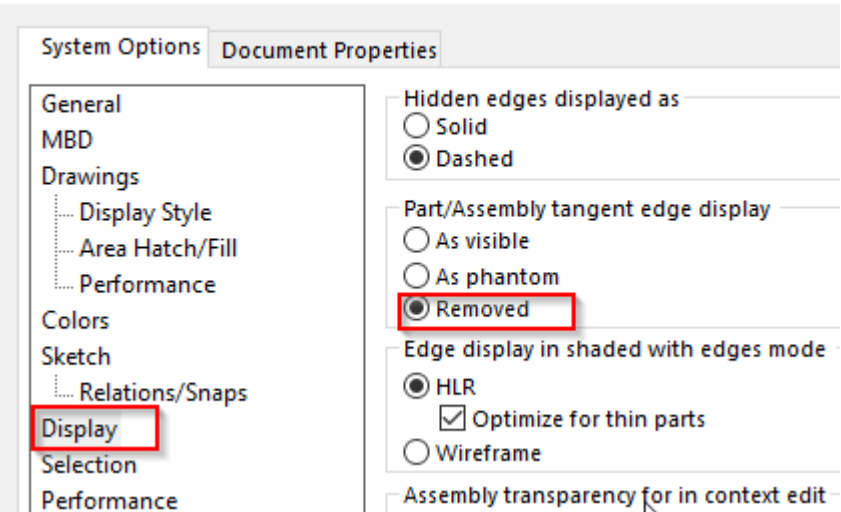 System Options
Document Properties
General
MBD
Drawings
Display Style
Area Hatch/Fill
Performance
Colors
Sketch
Relations/Snaps
Display
Selection
Performance
Hidden edges displayed as
Solid
Dashed
Part/Assembly tangent edge display
As visible
As phantom
Removed
Edge display in shaded with edges mode
HLR
Optimize for thin parts
Wireframe
Assembly transparency for in context edit